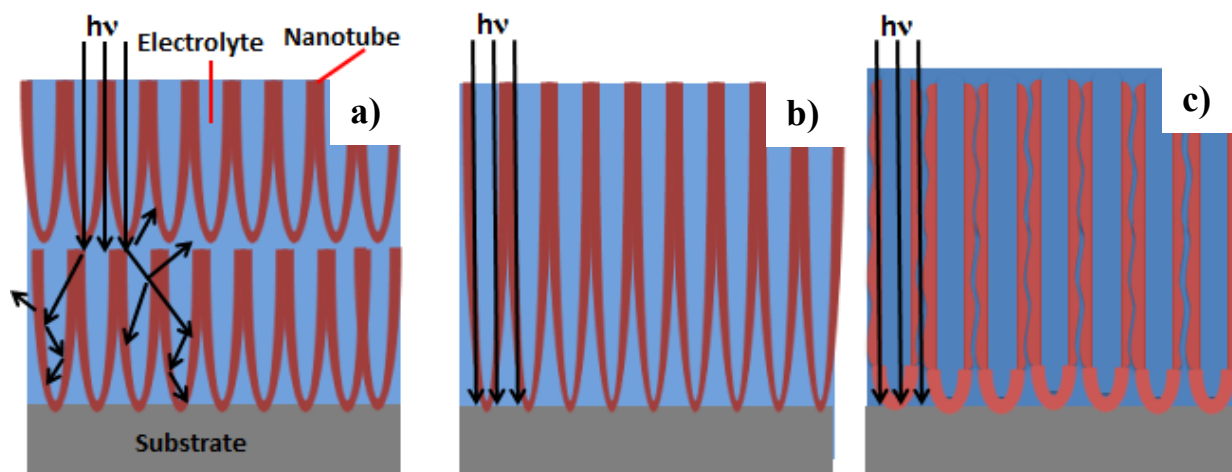 hν
Electrolyte
Nanotube
a)
Substrate
hν
b)
hν
c)